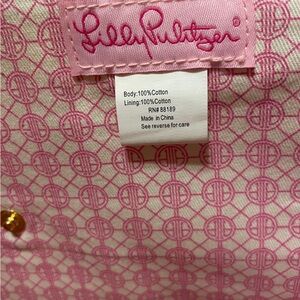 Lilly Pulitzer®
Body:100%Cotton
Lining:100%Cotton
RN# 88189
Made in China
See reverse for care